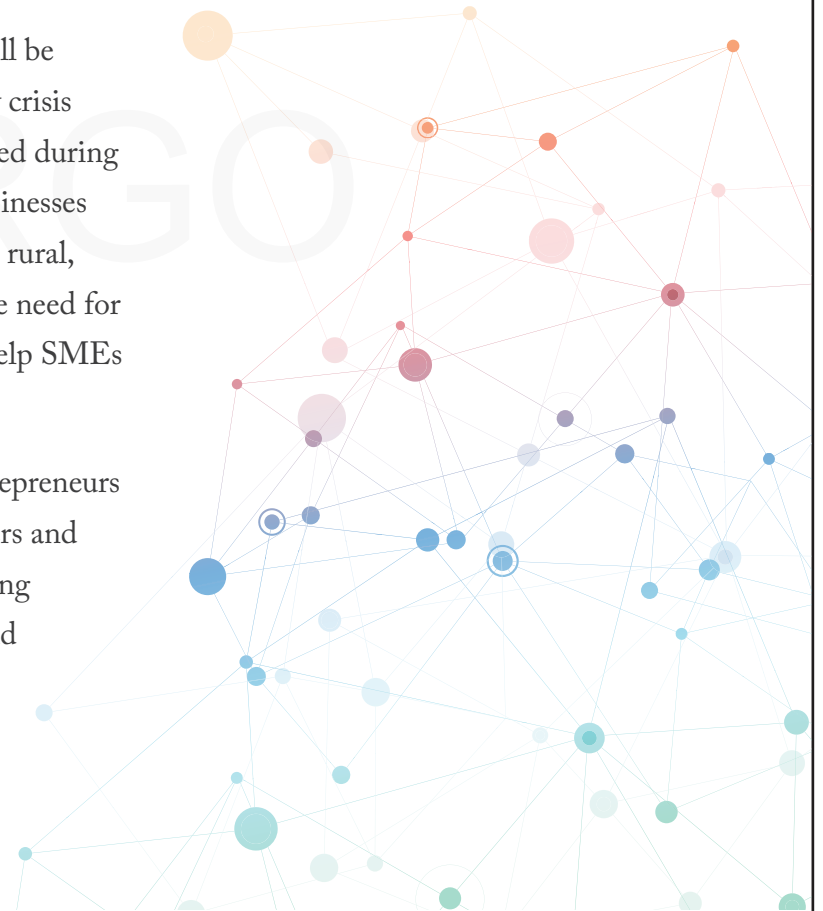 ll be
crisis
ed during
inesses
rural,
e need for
elp SMEs
epreneurs
rs and
ng
d
RGO